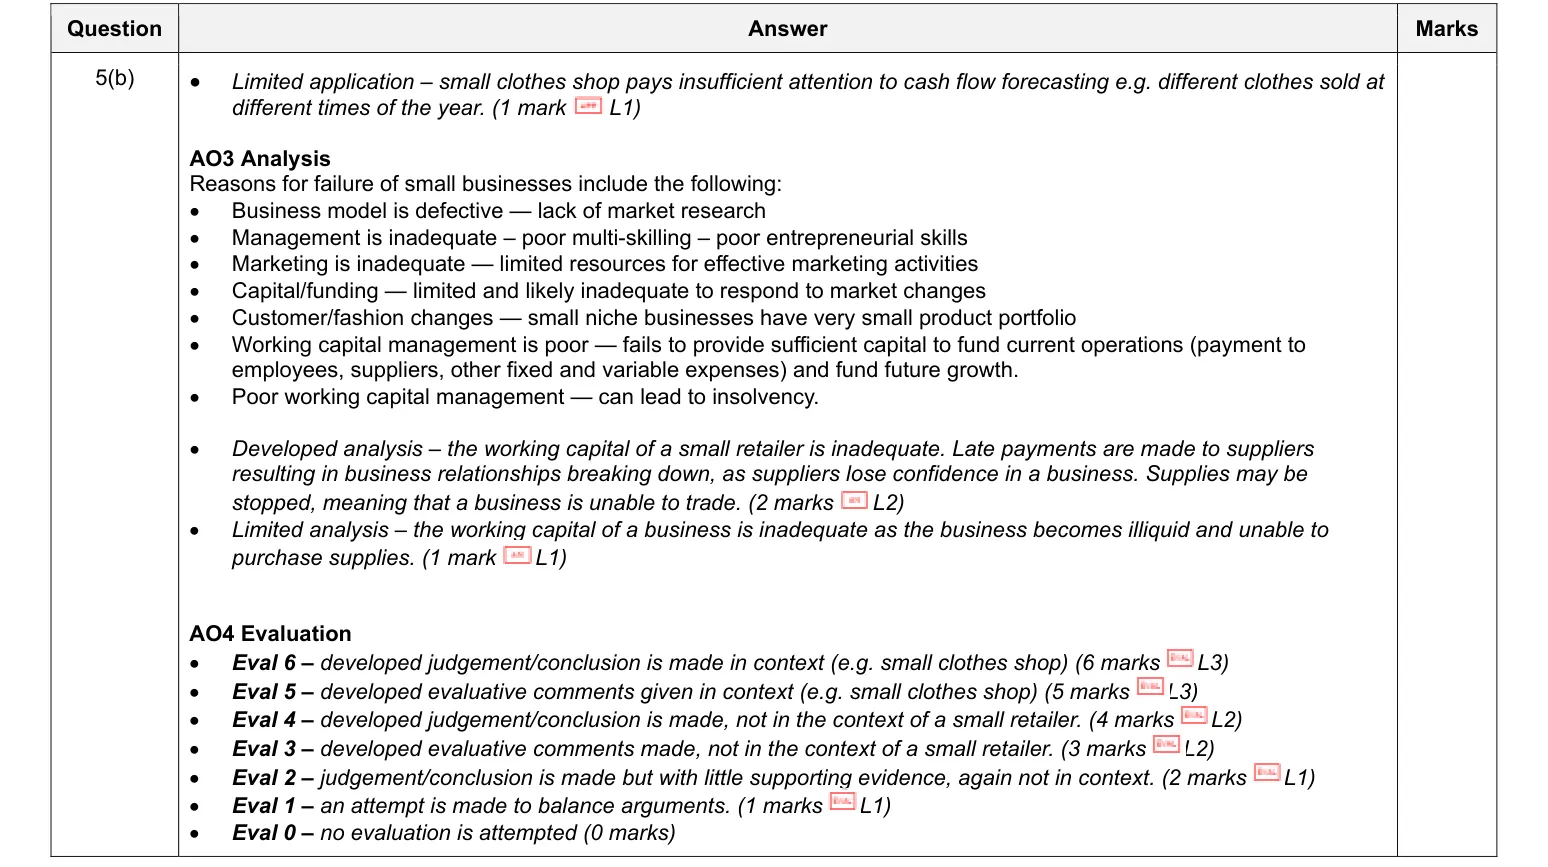 Question Answer Marks
5(b)
• Limited application – small clothes shop pays insufficient attention to cash flow forecasting e.g. different clothes sold at
different times of the year. (1 mark APP L1)
AO3 Analysis
Reasons for failure of small businesses include the following:
• Business model is defective — lack of market research
• Management is inadequate – poor multi-skilling – poor entrepreneurial skills
• Marketing is inadequate — limited resources for effective marketing activities
• Capital/funding — limited and likely inadequate to respond to market changes
• Customer/fashion changes — small niche businesses have very small product portfolio
• Working capital management is poor — fails to provide sufficient capital to fund current operations (payment to
employees, suppliers, other fixed and variable expenses) and fund future growth.
• Poor working capital management — can lead to insolvency.
• Developed analysis – the working capital of a small retailer is inadequate. Late payments are made to suppliers
resulting in business relationships breaking down, as suppliers lose confidence in a business. Supplies may be
stopped, meaning that a business is unable to trade. (2 marks AN L2)
• Limited analysis – the working capital of a business is inadequate as the business becomes illiquid and unable to
purchase supplies. (1 mark AN L1)
AO4 Evaluation
• Eval 6 – developed judgement/conclusion is made in context (e.g. small clothes shop) (6 marks EVAL L3)
• Eval 5 – developed evaluative comments given in context (e.g. small clothes shop) (5 marks EVAL L3)
• Eval 4 – developed judgement/conclusion is made, not in the context of a small retailer. (4 marks EVAL L2)
• Eval 3 – developed evaluative comments made, not in the context of a small retailer. (3 marks EVAL L2)
• Eval 2 – judgement/conclusion is made but with little supporting evidence, again not in context. (2 marks EVAL L1)
• Eval 1 – an attempt is made to balance arguments. (1 marks EVAL L1)
• Eval 0 – no evaluation is attempted (0 marks)